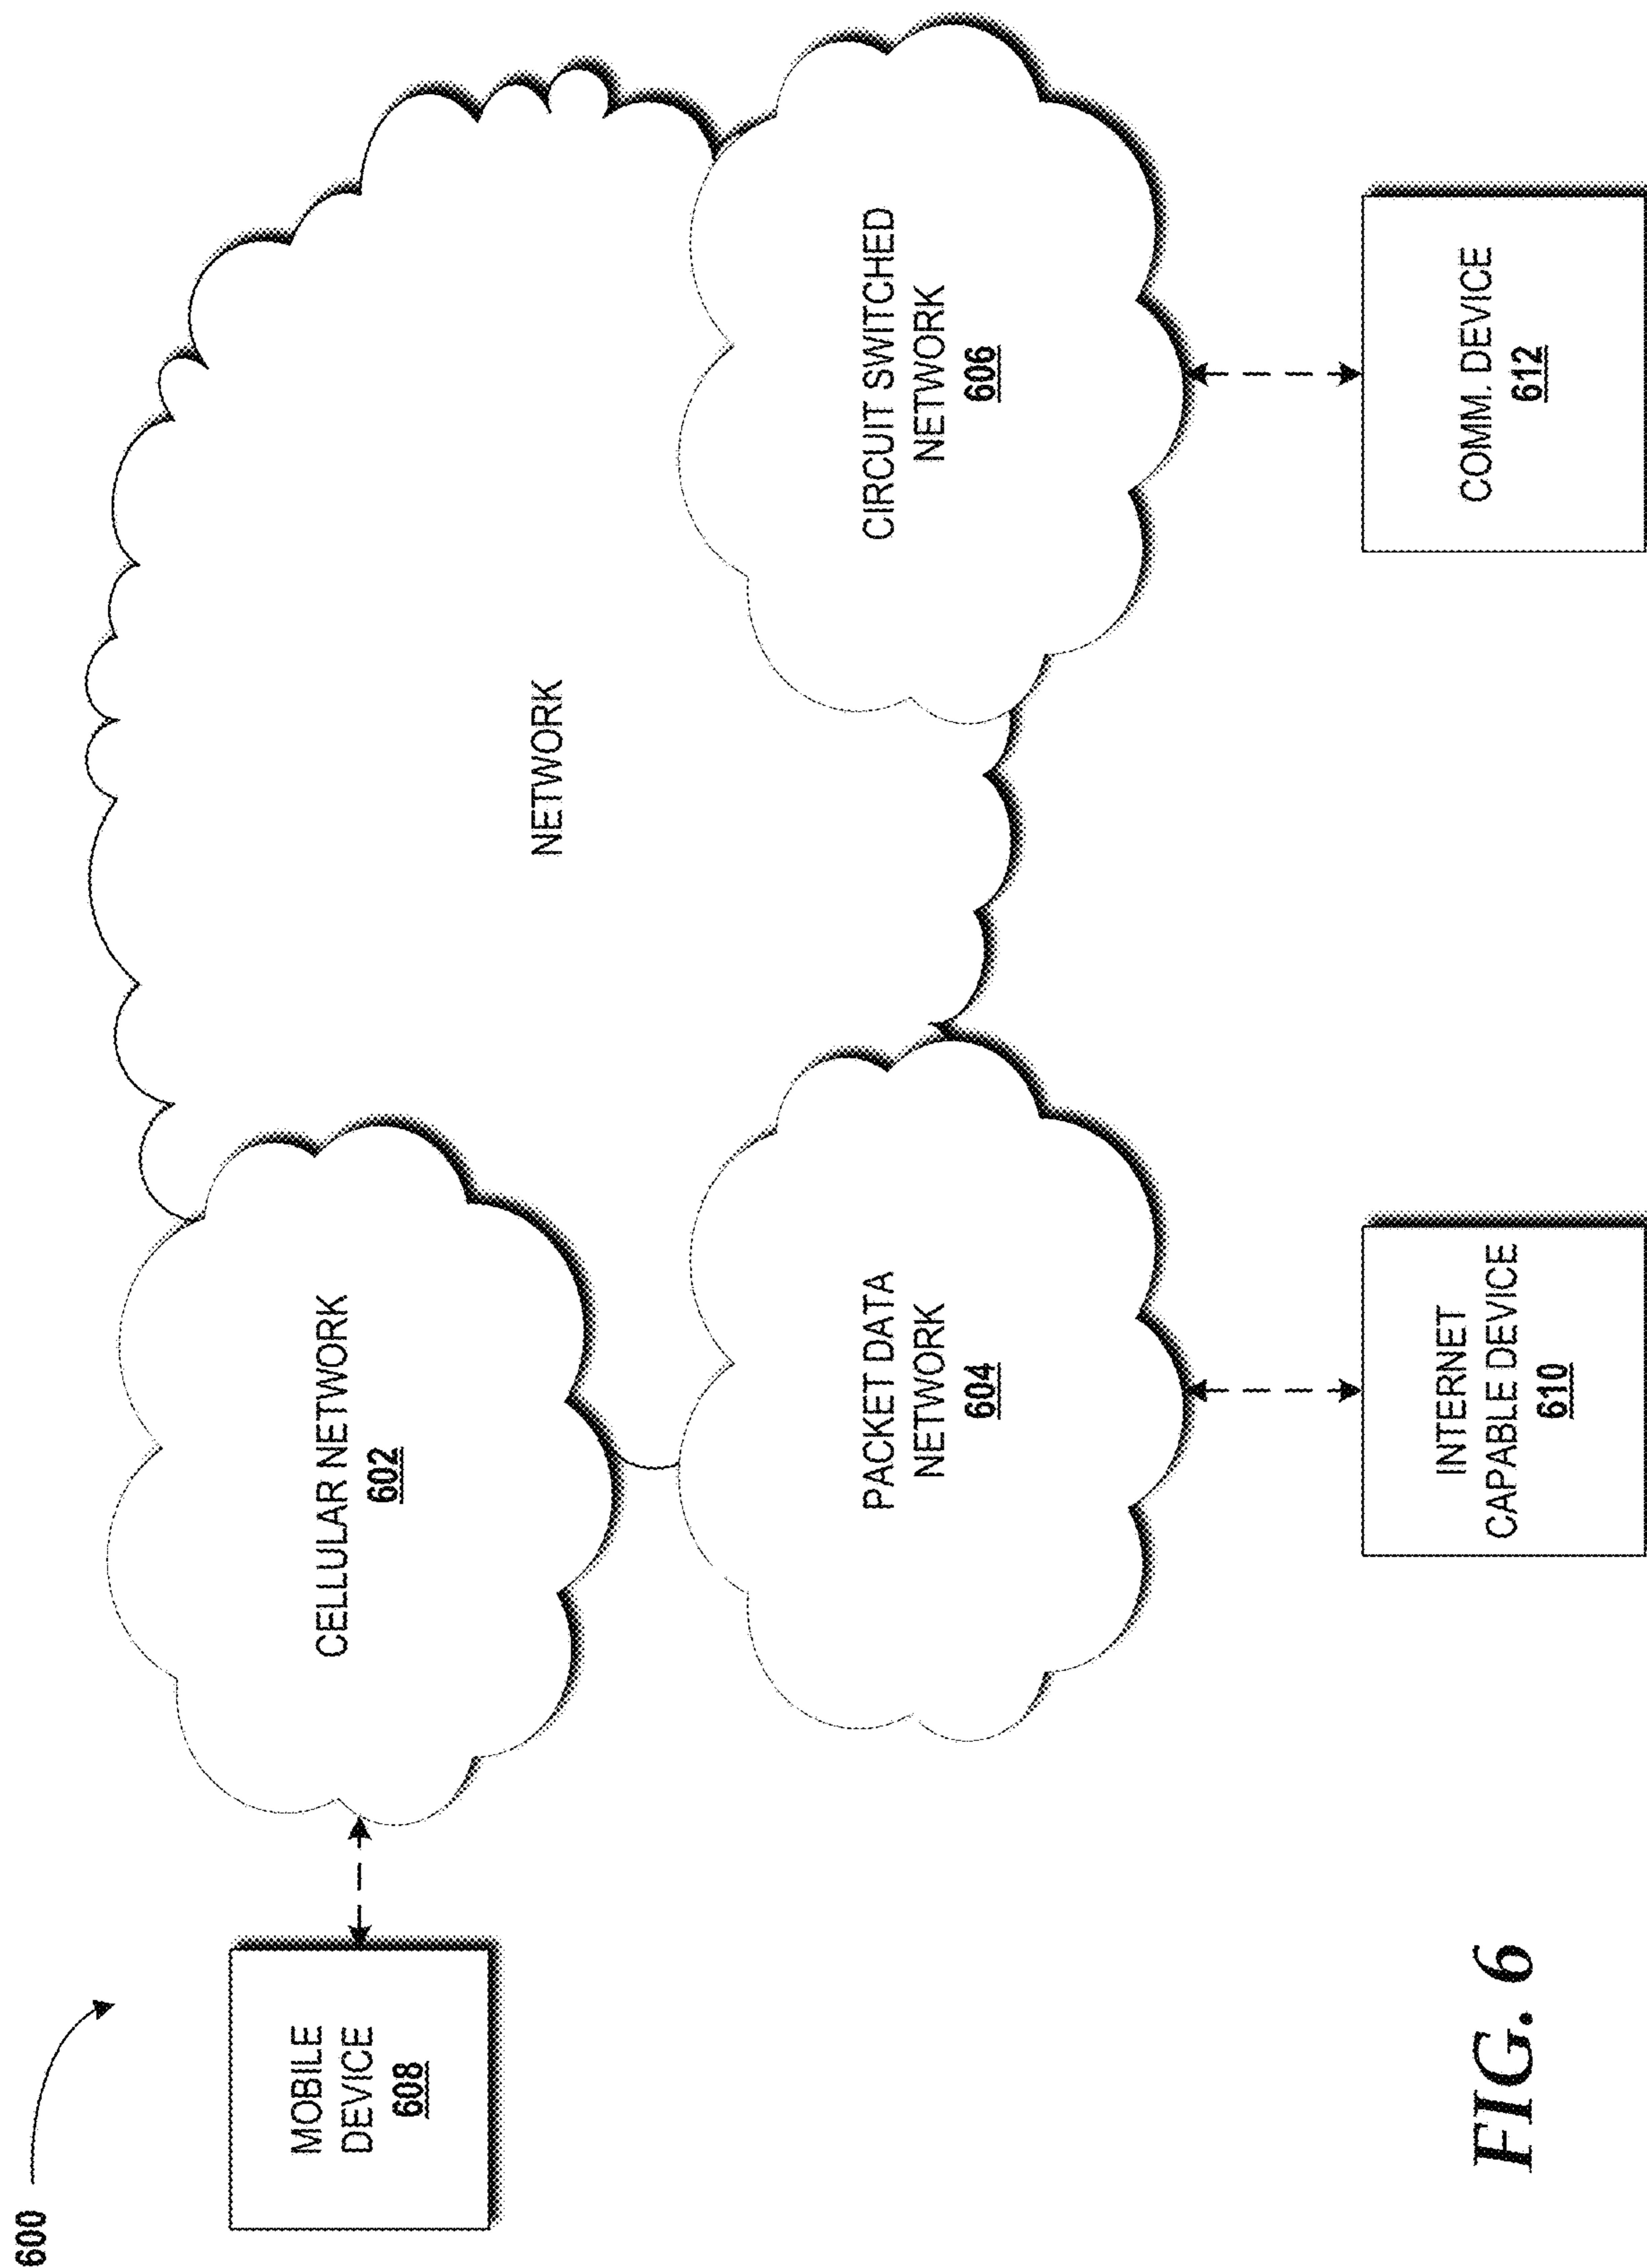 600
MOBILE
DEVICE
608
CELLULAR NETWORK
602
NETWORK
PACKET DATA
NETWORK
604
CIRCUIT SWITCHED
NETWORK
606
INTERNET
CAPABLE DEVICE
610
COMM. DEVICE
612
FIG. 6